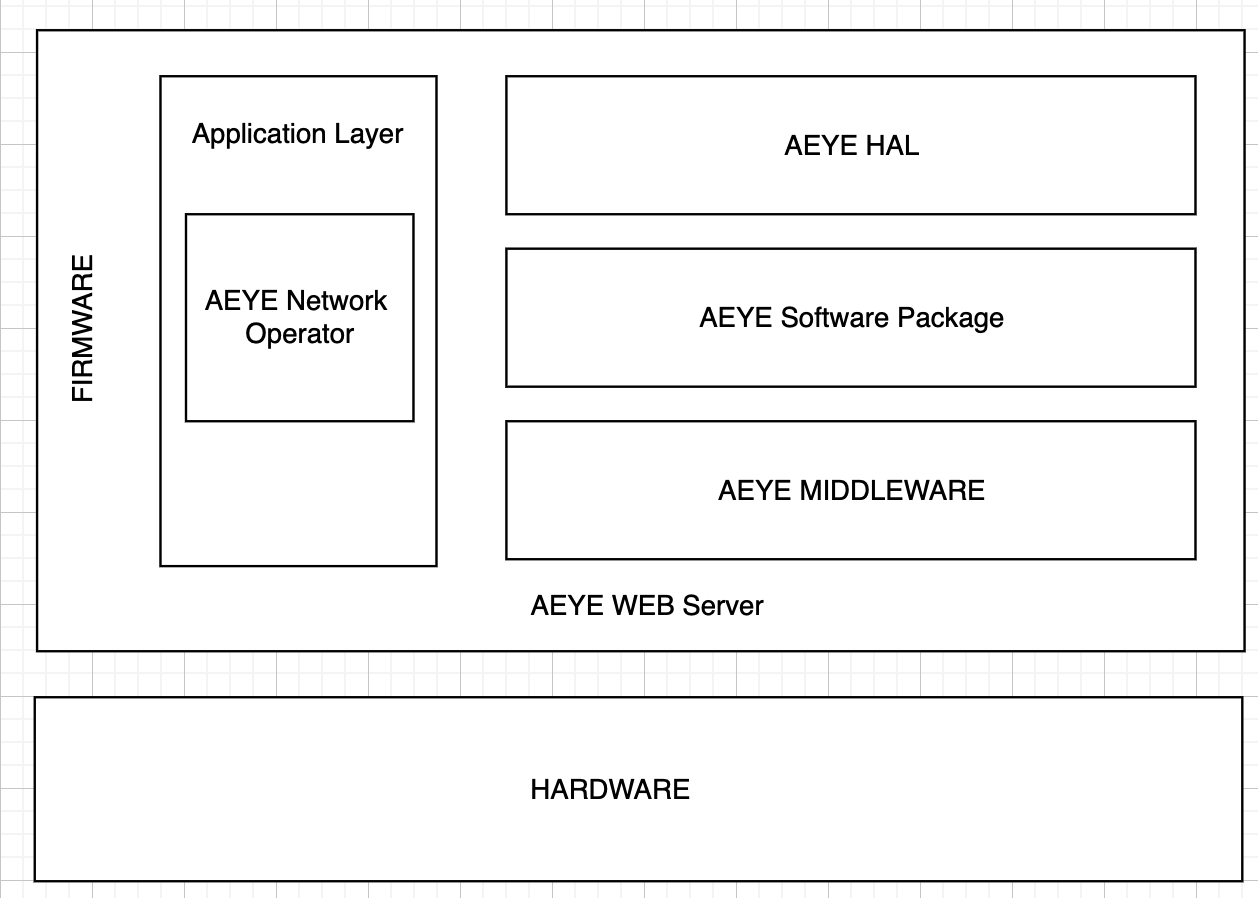 Application Layer
AEYE HAL
FIRMWARE
AEYE Network
Operator
AEYE Software Package
AEYE MIDDLEWARE
AEYE WEB Server
HARDWARE